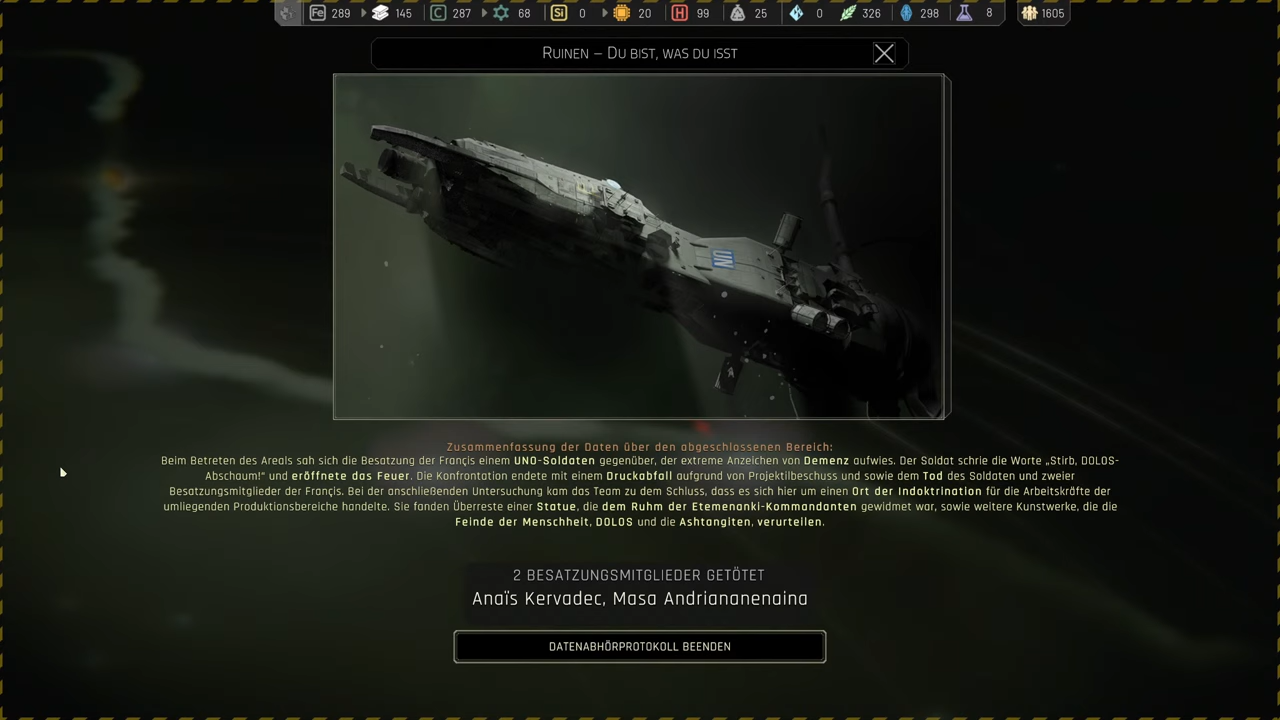 Fe 289 145 C 287 68 Si 0 20 H 99 25 0 326 298 8 1605
Ruinen – Du bist, was du isst
UN
Zusammenfassung der Daten über den abgeschlossenen Bereich:
Beim Betreten des Areals sah sich die Besatzung der Françis einem UNO-Soldaten gegenüber, der extreme Anzeichen von Demenz aufwies. Der Soldat schrie die Worte „Stirb, DOLOS-
Abschaum!“ und eröffnete das Feuer. Die Konfrontation endete mit einem Druckabfall aufgrund von Projektilbeschuss und sowie dem Tod des Soldaten und zweier
Besatzungsmitglieder der Françis. Bei der anschließenden Untersuchung kam das Team zu dem Schluss, dass es sich hier um einen Ort der Indoktrination für die Arbeitskräfte der
umliegenden Produktionsbereiche handelte. Sie fanden Überreste einer Statue, die dem Ruhm der Etemenanki-Kommandanten gewidmet war, sowie weitere Kunstwerke, die die
Feinde der Menschheit, DOLOS und die Ashtangiten, verurteilen.
2 BESATZUNGSMITGLIEDER GETÖTET
Anaïs Kervadec, Masa Andriananenaina
DATENABHÖRPROTOKOLL BEENDEN